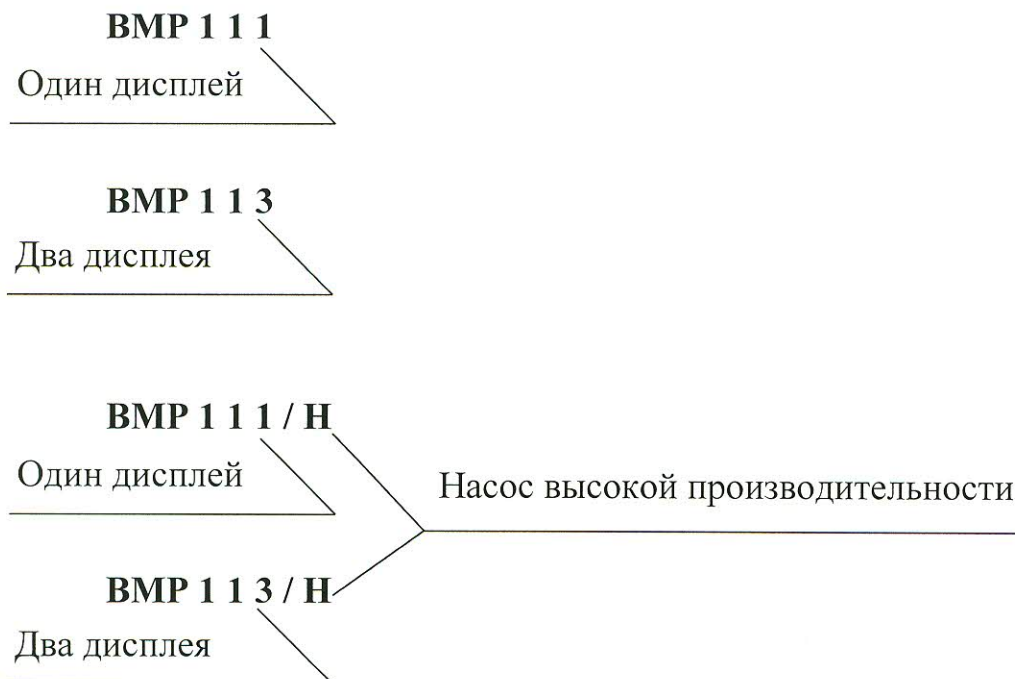 BMP 1 1 1
Один дисплей
BMP 1 1 3
Два дисплея
BMP 1 1 1 / H
Один дисплей
Насос высокой производительности
BMP 1 1 3 / H
Два дисплея